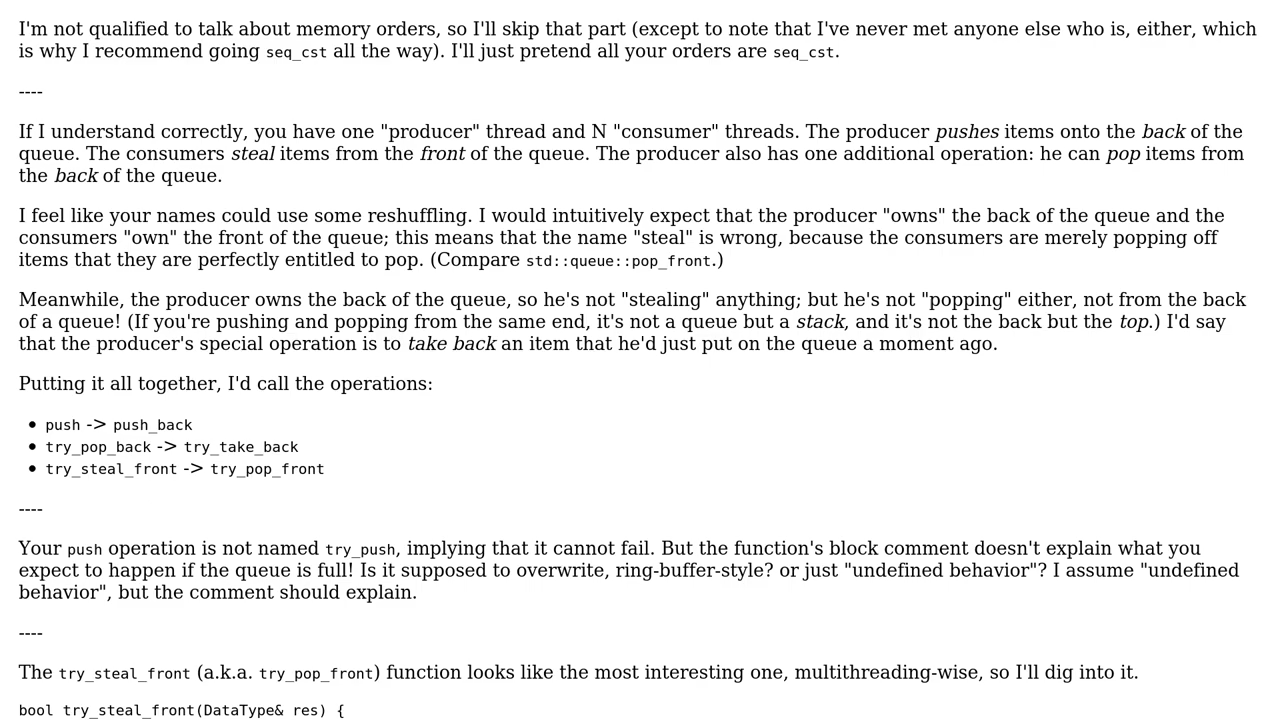 I'm not qualified to talk about memory orders, so I'll skip that part (except to note that I've never met anyone else who is, either, which
is why I recommend going seq_cst all the way). I'll just pretend all your orders are seq_cst.
----
If I understand correctly, you have one "producer" thread and N "consumer" threads. The producer pushes items onto the back of the
queue. The consumers steal items from the front of the queue. The producer also has one additional operation: he can pop items from
the back of the queue.
I feel like your names could use some reshuffling. I would intuitively expect that the producer "owns" the back of the queue and the
consumers "own" the front of the queue; this means that the name "steal" is wrong, because the consumers are merely popping off
items that they are perfectly entitled to pop. (Compare std::queue::pop_front.)
Meanwhile, the producer owns the back of the queue, so he's not "stealing" anything; but he's not "popping" either, not from the back
of a queue! (If you're pushing and popping from the same end, it's not a queue but a stack, and it's not the back but the top.) I'd say
that the producer's special operation is to take back an item that he'd just put on the queue a moment ago.
Putting it all together, I'd call the operations:
• push -> push_back
• try_pop_back -> try_take_back
• try_steal_front -> try_pop_front
----
Your push operation is not named try_push, implying that it cannot fail. But the function's block comment doesn't explain what you
expect to happen if the queue is full! Is it supposed to overwrite, ring-buffer-style? or just "undefined behavior"? I assume "undefined
behavior", but the comment should explain.
----
The try_steal_front (a.k.a. try_pop_front) function looks like the most interesting one, multithreading-wise, so I'll dig into it.
bool try_steal_front(DataType& res) {